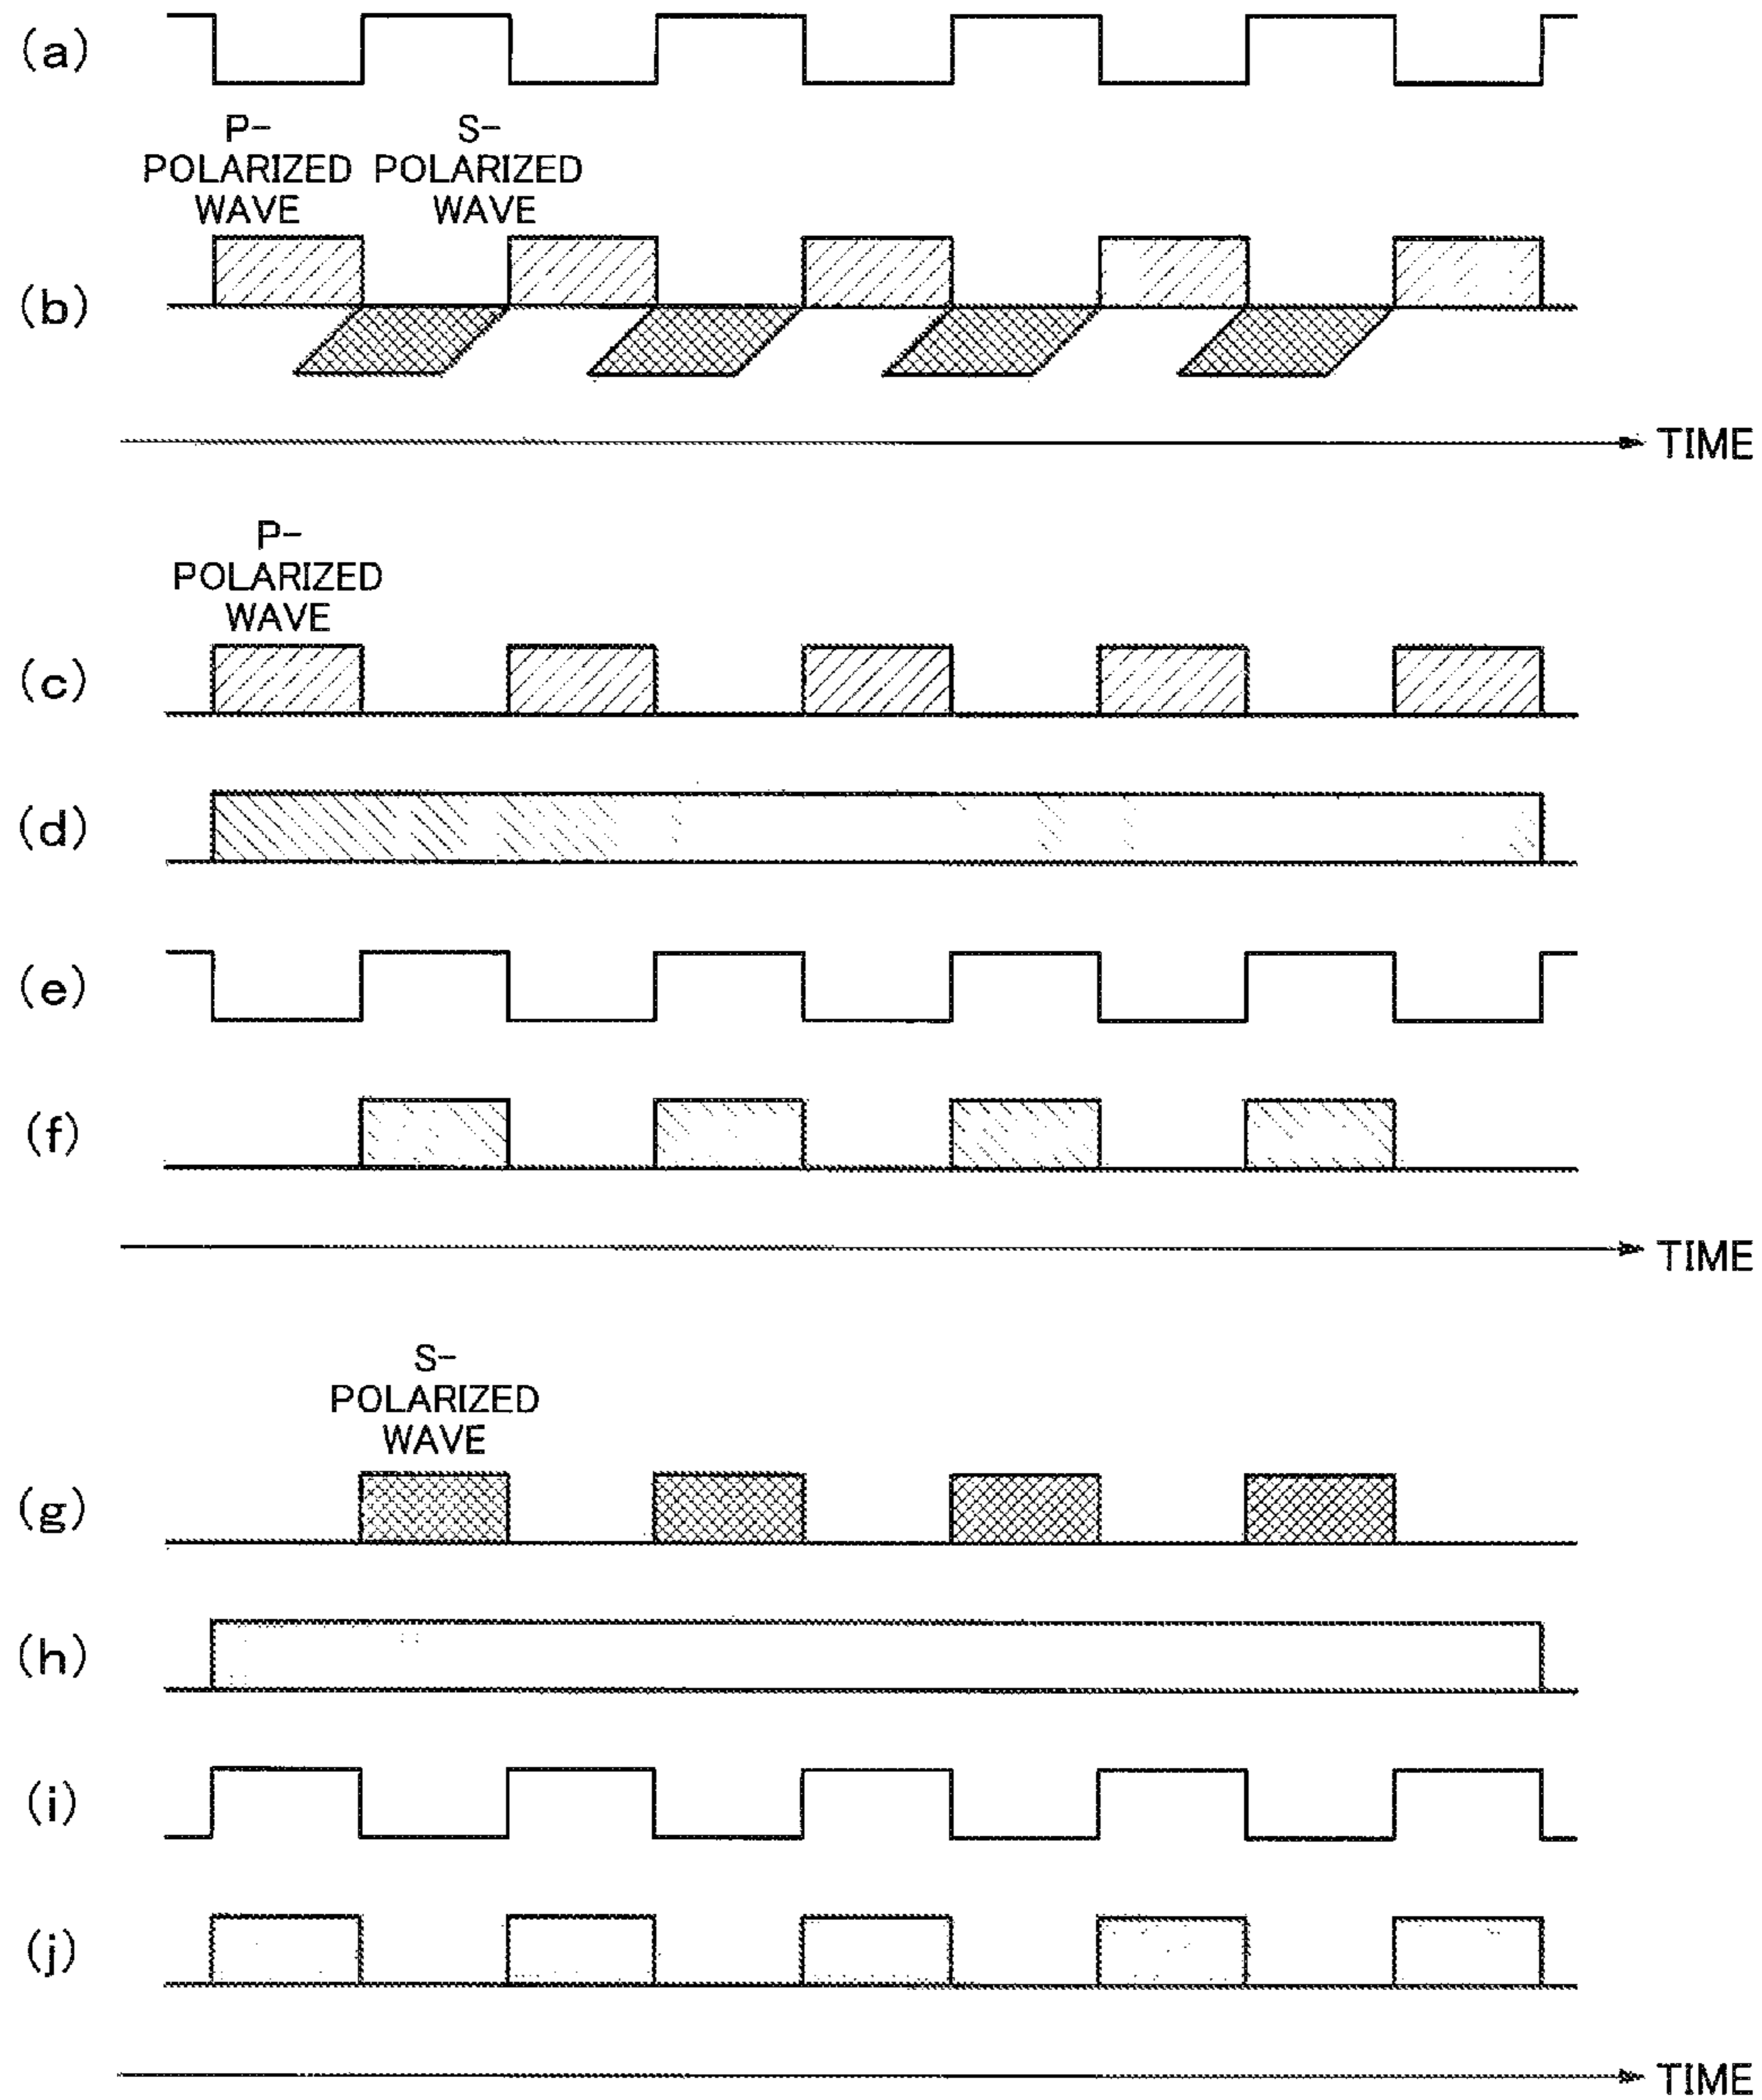 (a)
P- S-
POLARIZED POLARIZED
WAVE WAVE
(b)
TIME
P-
POLARIZED
WAVE
(c)
(d)
(e)
(f)
TIME
S-
POLARIZED
WAVE
(g)
(h)
(i)
(j)
TIME